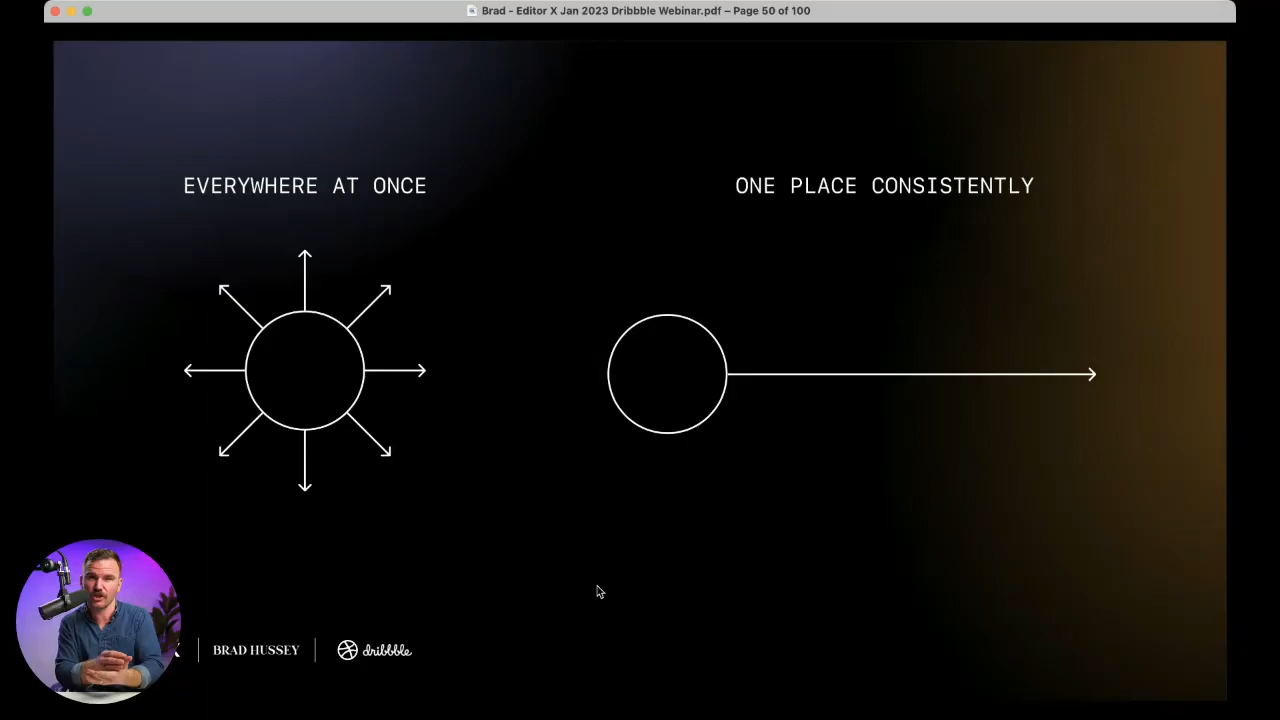 Brad - Editor X Jan 2023 Dribbble Webinar.pdf – Page 50 of 100
EVERYWHERE AT ONCE
ONE PLACE CONSISTENTLY
BRAD HUSSEY
dribbble